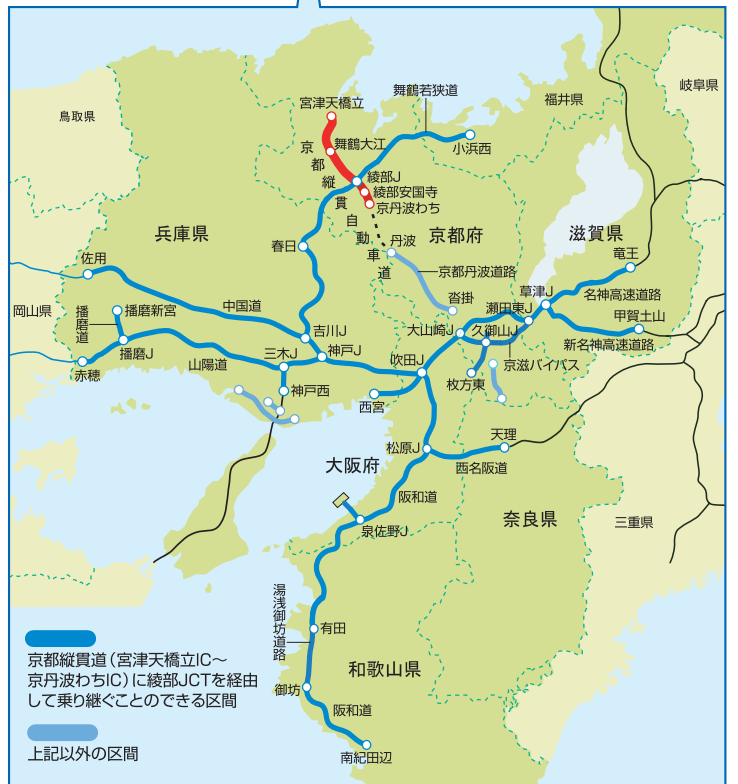 宮津天橋立
舞鶴若狭道
福井県
岐阜県
鳥取県
舞鶴大江
小浜西
京都縦貫自動車道
綾部J
綾部安国寺
京丹波わち
兵庫県
京都府
滋賀県
春日
丹波
竜王
佐用
京都丹波道路
草津J
名神高速道路
中国道
沓掛
瀬田東J
甲賀土山
岡山県
播磨道
播磨新宮
大山崎J
久御山J
新名神高速道路
吉川J
播磨J
山陽道
三木J
神戸J
吹田J
京滋バイパス
赤穂
神戸西
西宮
枚方東
天理
松原J
大阪府
西名阪道
阪和道
奈良県
三重県
泉佐野J
湯浅御坊道路
有田
和歌山県
御坊
阪和道
南紀田辺
京都縦貫道（宮津天橋立IC～
京丹波わちIC）に綾部JCTを経由
して乗り継ぐことのできる区間
上記以外の区間